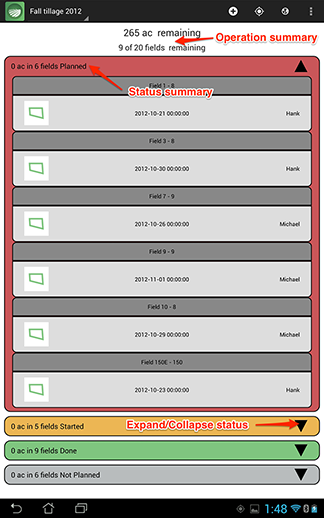 Fall tillage 2012
265 ac remaining
Operation summary
9 of 20 fields remaining
0 ac in 6 fields Planned
Status summary
Field 1 - 8
2012-10-21 00:00:00 Hank
Field 3 - 8
2012-10-30 00:00:00 Hank
Field 7 - 9
2012-10-26 00:00:00 Michael
Field 9 - 9
2012-11-01 00:00:00 Michael
Field 10 - 8
2012-10-29 00:00:00 Michael
Field 150E - 150
2012-10-23 00:00:00 Hank
0 ac in 5 fields Started
Expand/Collapse status
0 ac in 9 fields Done
0 ac in 6 fields Not Planned
1:48